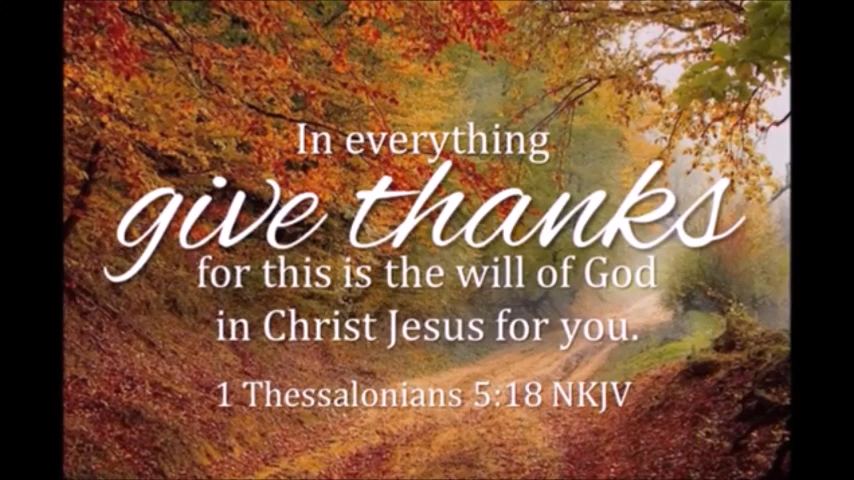 In everything
give thanks
for this is the will of God
in Christ Jesus for you.
1 Thessalonians 5:18 NKJV